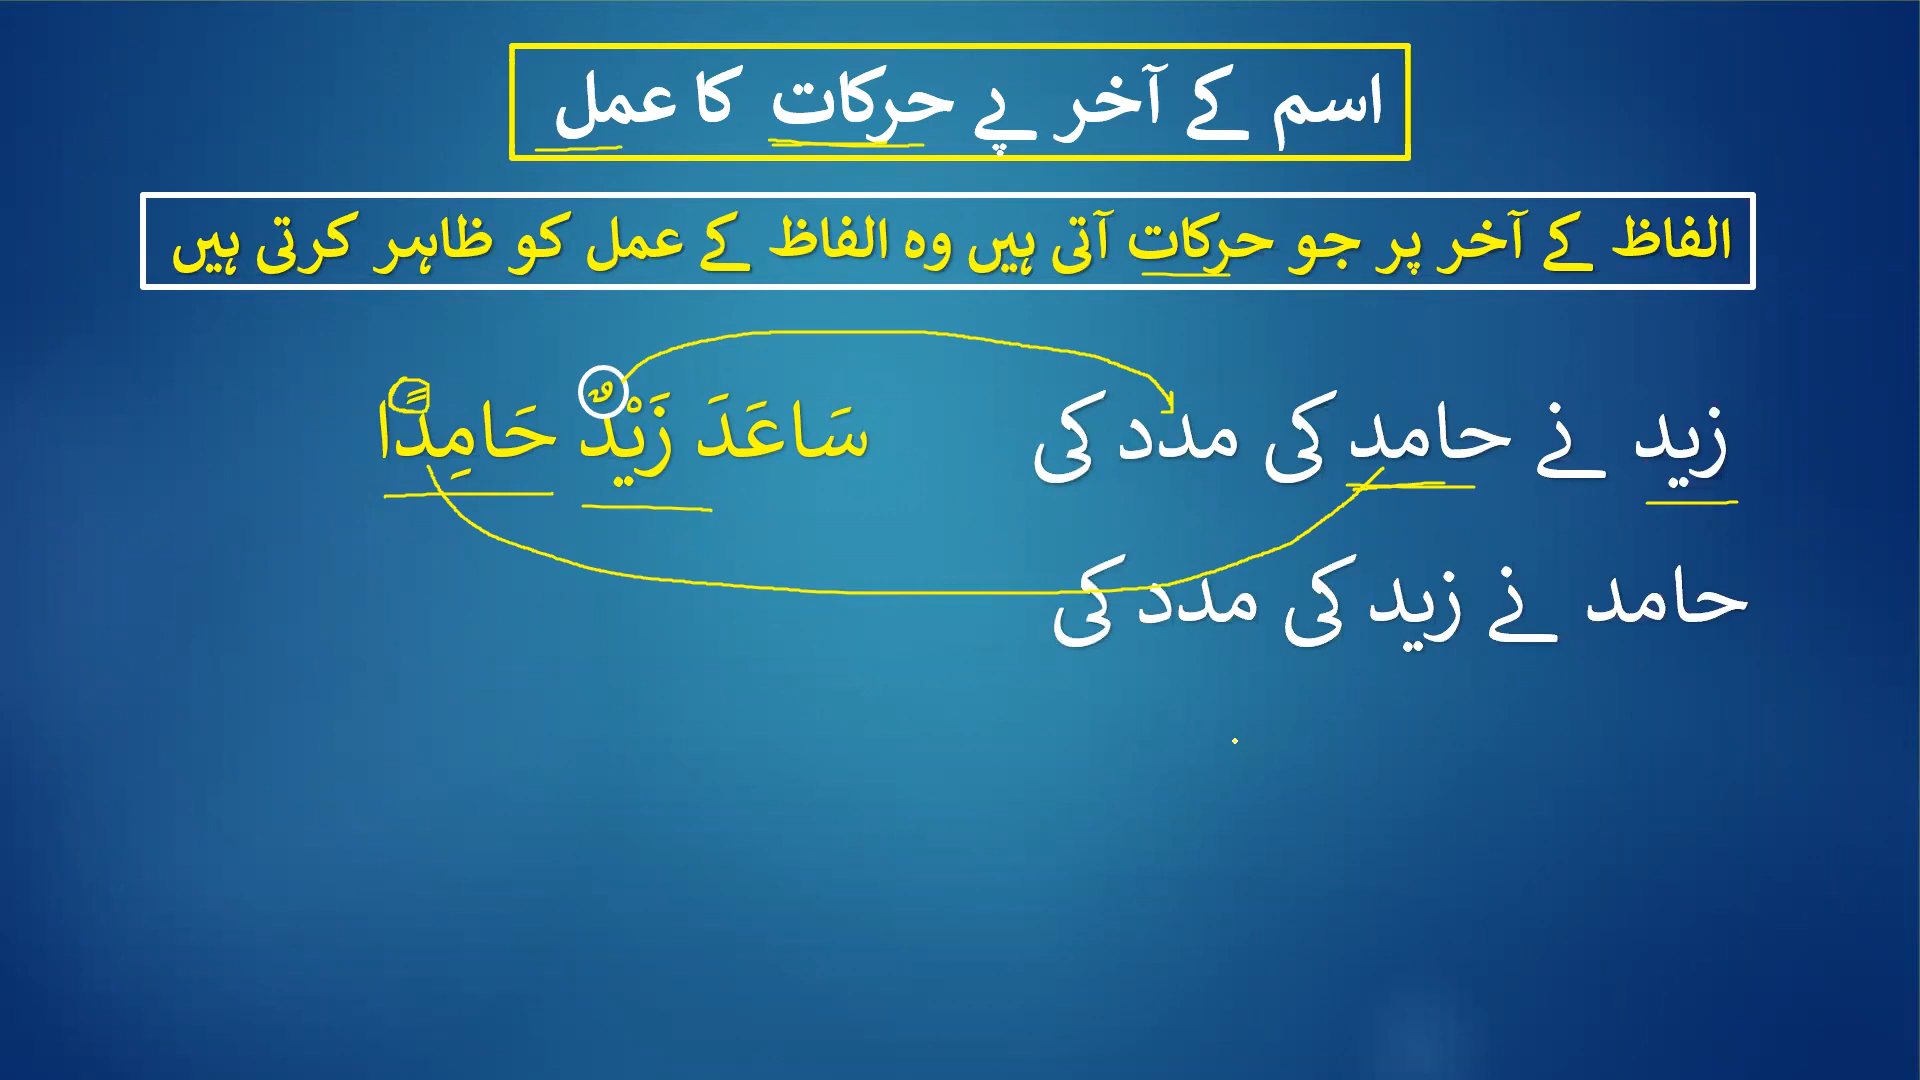 اسم کے آخر پے حرکات کا عمل
الفاظ کے آخر پر جو حرکات آتی ہیں وہ الفاظ کے عمل کو ظاہر کرتی ہیں
زید نے حامد کی مدد کی سَاعَدَ زَیْدٌ حَامِدًا
حامد نے زید کی مدد کی